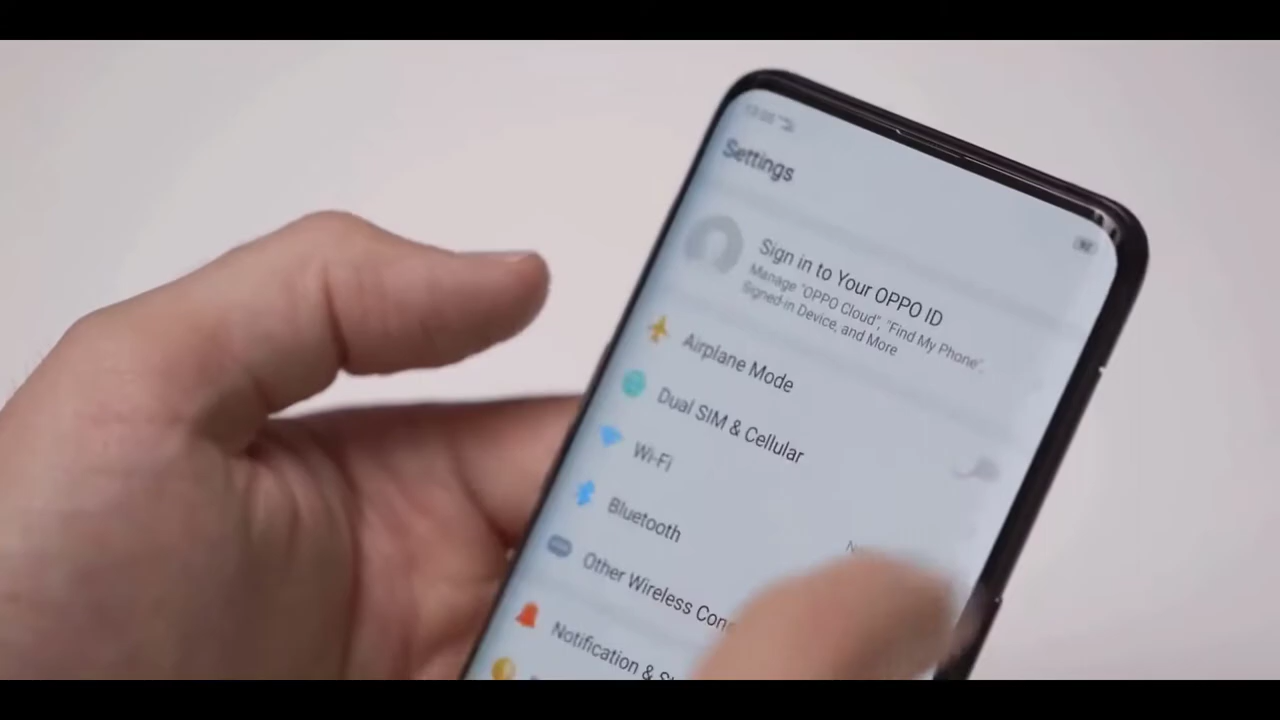 Settings
Sign in to Your OPPO ID
Manage "OPPO Cloud", "Find My Phone",
Signed-in Device, and More
Airplane Mode
Dual SIM & Cellular
Wi-Fi
Bluetooth
Other Wireless
Notification &